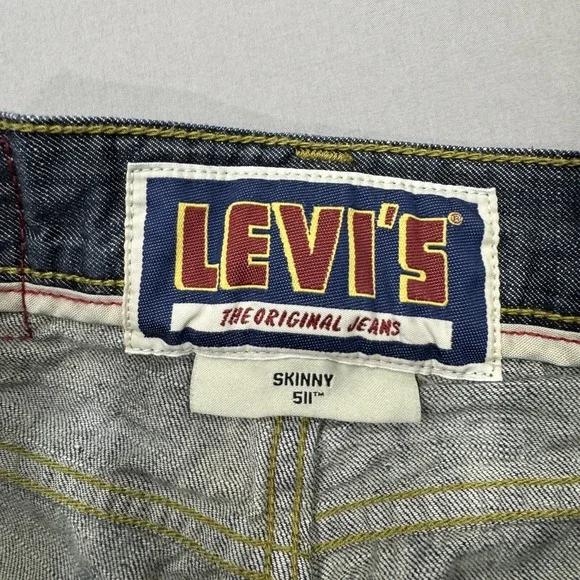 LEVI'S®
THE ORIGINAL JEANS
SKINNY
511™